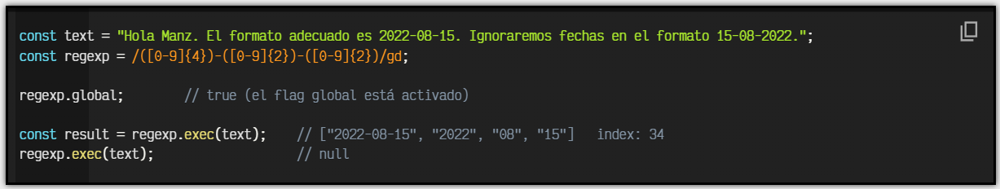 const text = "Hola Manz. El formato adecuado es 2022-08-15. Ignoraremos fechas en el formato 15-08-2022.";
const regexp = /([0-9]{4})-([0-9]{2})-([0-9]{2})/gd;
regexp.global;        // true (el flag global está activado)
const result = regexp.exec(text);    // ["2022-08-15", "2022", "08", "15"]   index: 34
regexp.exec(text);                   // null